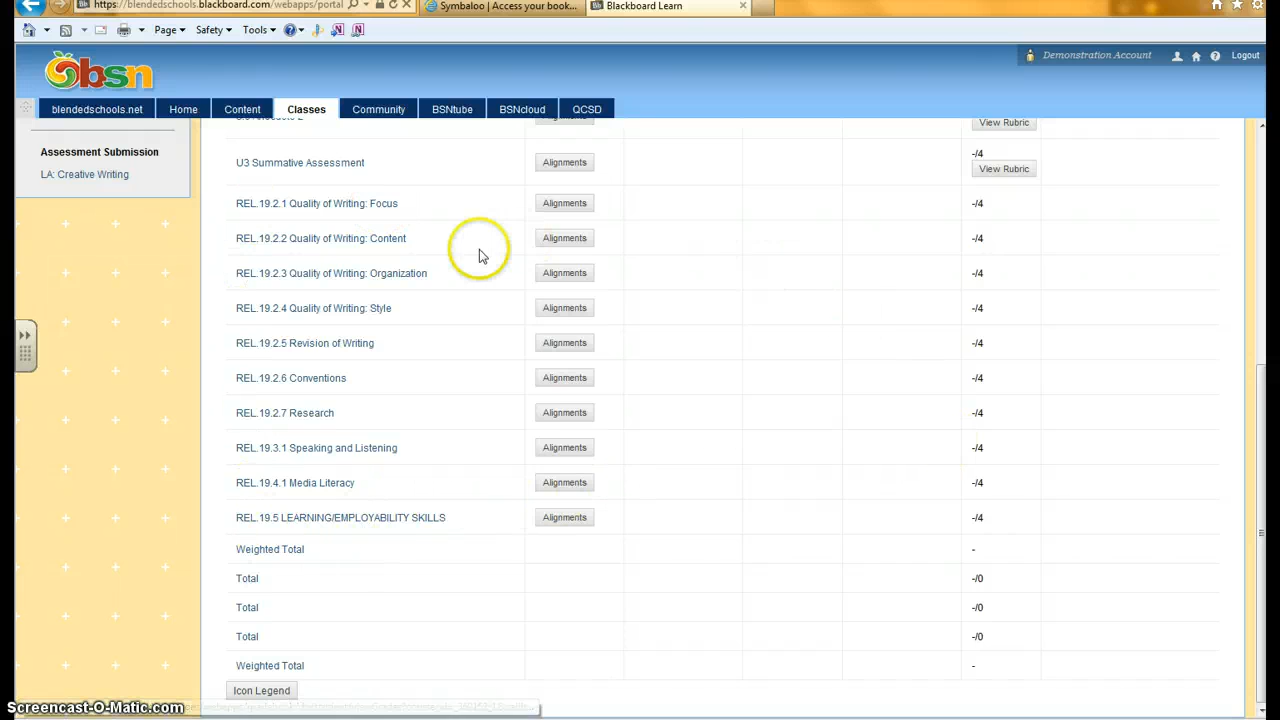 https://blendedschools.blackboard.com/webapps/portal
Symbaloo | Access your book...
Blackboard Learn
Page
Safety
Tools
bsn
Demonstration Account
Logout
blendedschools.net
Home
Content
Classes
Community
BSNtube
BSNcloud
QCSD
Assessment Submission
LA: Creative Writing
Alignments
View Rubric
U3 Summative Assessment Alignments -/4
View Rubric
REL.19.2.1 Quality of Writing: Focus Alignments -/4
REL.19.2.2 Quality of Writing: Content Alignments -/4
REL.19.2.3 Quality of Writing: Organization Alignments -/4
REL.19.2.4 Quality of Writing: Style Alignments -/4
REL.19.2.5 Revision of Writing Alignments -/4
REL.19.2.6 Conventions Alignments -/4
REL.19.2.7 Research Alignments -/4
REL.19.3.1 Speaking and Listening Alignments -/4
REL.19.4.1 Media Literacy Alignments -/4
REL.19.5 LEARNING/EMPLOYABILITY SKILLS Alignments -/4
Weighted Total -
Total -/0
Total -/0
Total -/0
Weighted Total -
Icon Legend
Screencast-O-Matic.com